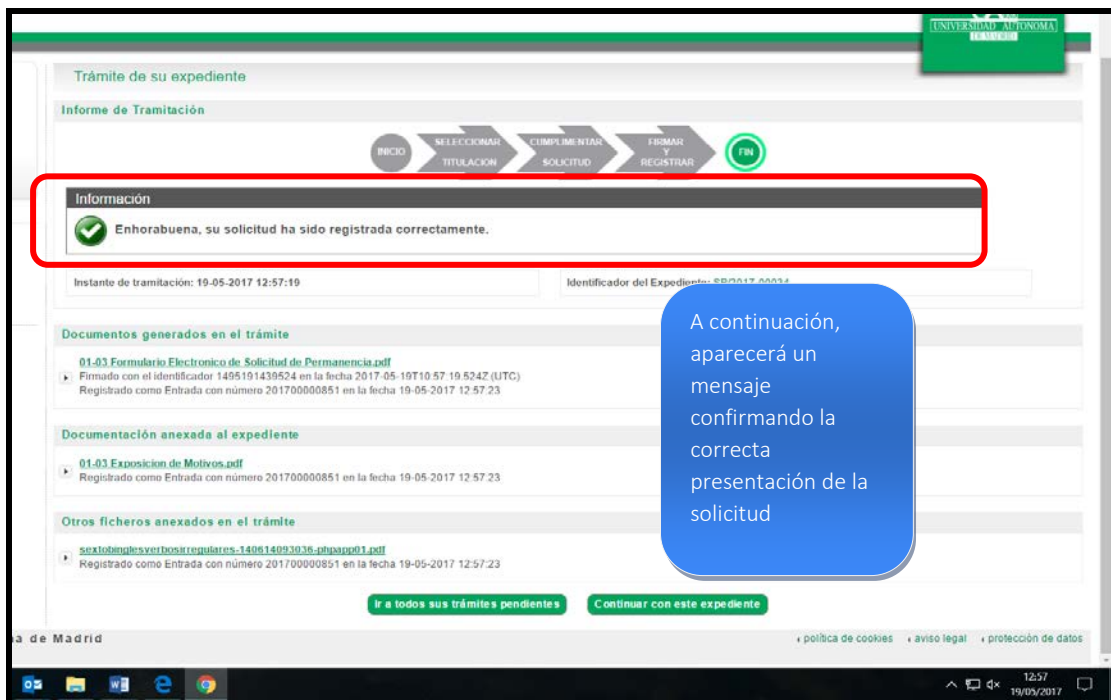 UNIVERSIDAD AUTONOMA
DE MADRID
Trámite de su expediente
Informe de Tramitación
INICIO
SELECCIONAR
TITULACION
CUMPLIMENTAR
SOLICITUD
FIRMAR
Y
REGISTRAR
FIN
Información
Enhorabuena, su solicitud ha sido registrada correctamente.
Instante de tramitación: 19-05-2017 12:57:19
Identificador del Expediente:
A continuación,
aparecerá un
mensaje
confirmando la
correcta
presentación de la
solicitud
Documentos generados en el trámite
01-03 Formulario Electronico de Solicitud de Permanencia.pdf
Firmado con el identificador 1495191439524 en la fecha 2017-05-19T10:57:19.524Z (UTC)
Registrado como Entrada con número 201700000851 en la fecha 19-05-2017 12:57:23
Documentación anexada al expediente
01-03 Exposicion de Motivos.pdf
Registrado como Entrada con número 201700000851 en la fecha 19-05-2017 12:57:23
Otros ficheros anexados en el trámite
sextobinglesverbosirregulares-140614093036-phpapp01.pdf
Registrado como Entrada con número 201700000851 en la fecha 19-05-2017 12:57:23
Ir a todos sus trámites pendientes
Continuar con este expediente
a de Madrid
política de cookies
aviso legal
protección de datos
12:57
19/05/2017